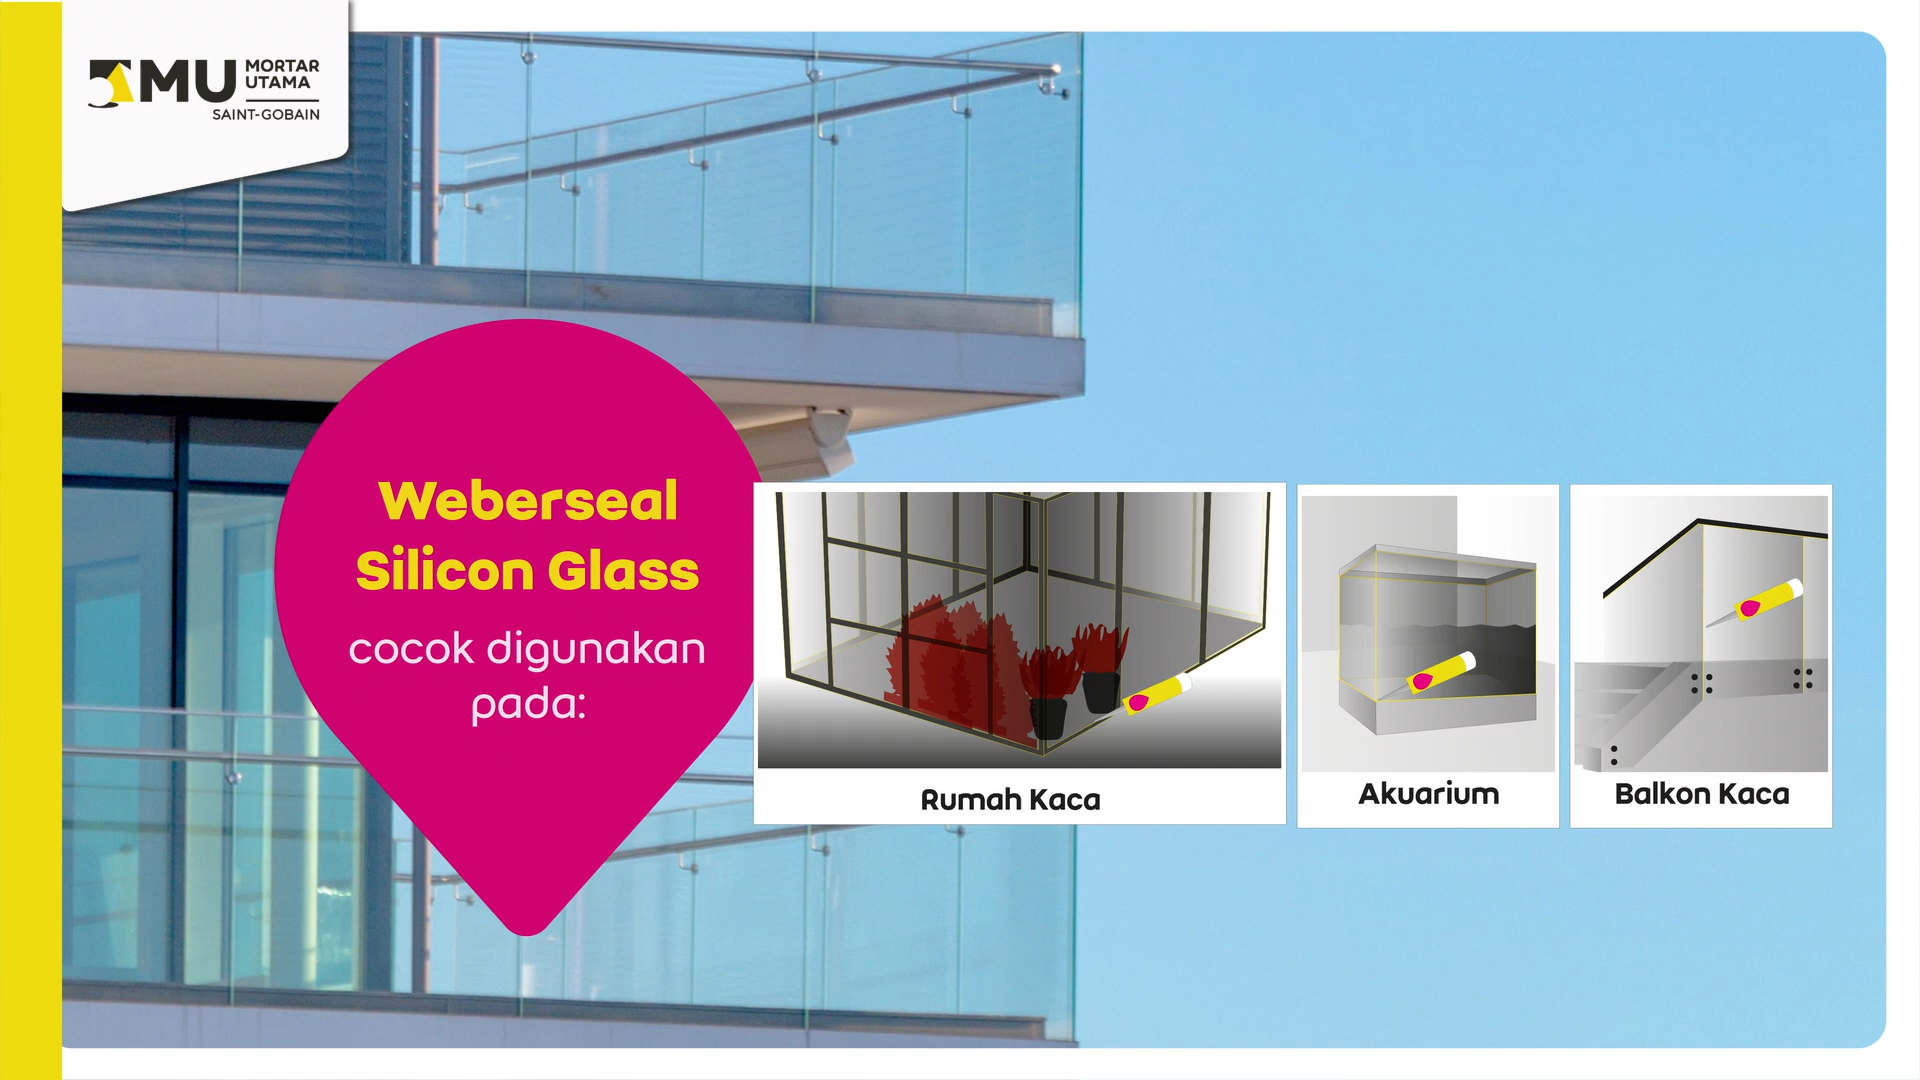 MU MORTAR
UTAMA
SAINT-GOBAIN
Weberseal
Silicon Glass
cocok digunakan
pada:
Rumah Kaca
Akuarium
Balkon Kaca